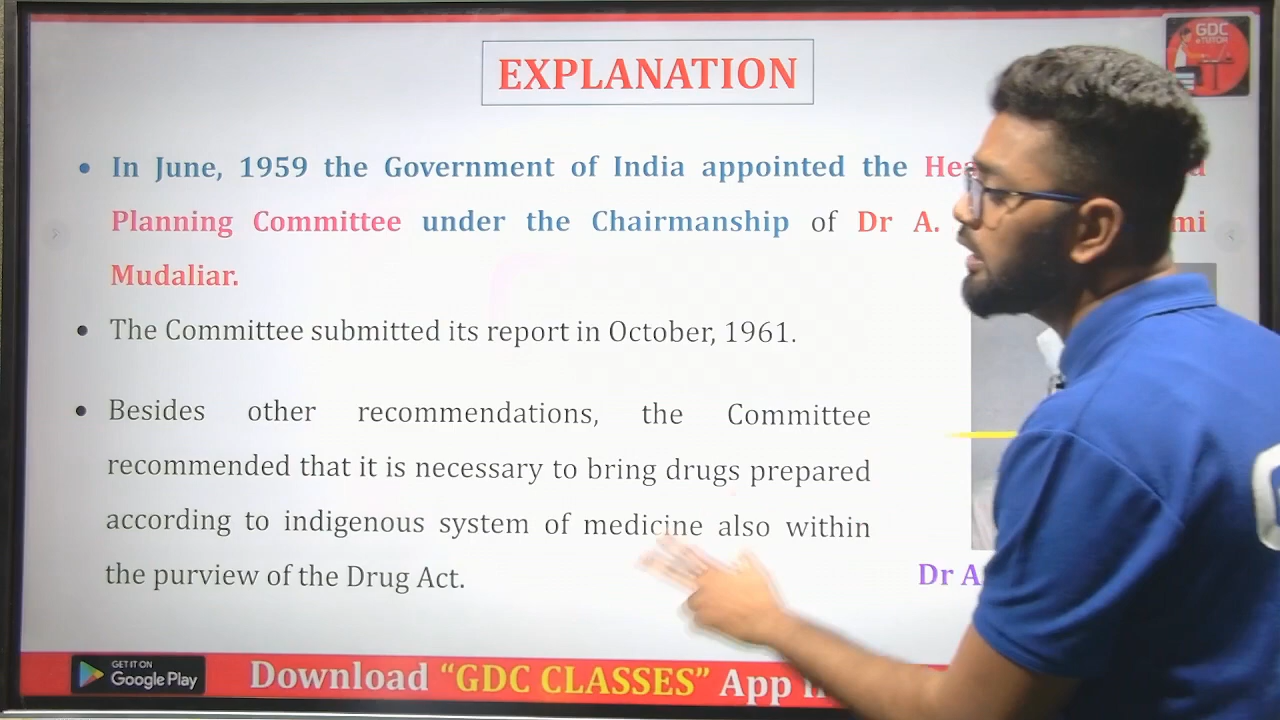 GDC
TUTOR
EXPLANATION
• In June, 1959 the Government of India appointed the
Planning Committee under the Chairmanship of Dr A.
Mudaliar.
• The Committee submitted its report in October, 1961.
• Besides other recommendations, the Committee
recommended that it is necessary to bring drugs prepared
according to indigenous system of medicine also within
the purview of the Drug Act.
Dr A
GET IT ON
Google Play
Download “GDC CLASSES” App